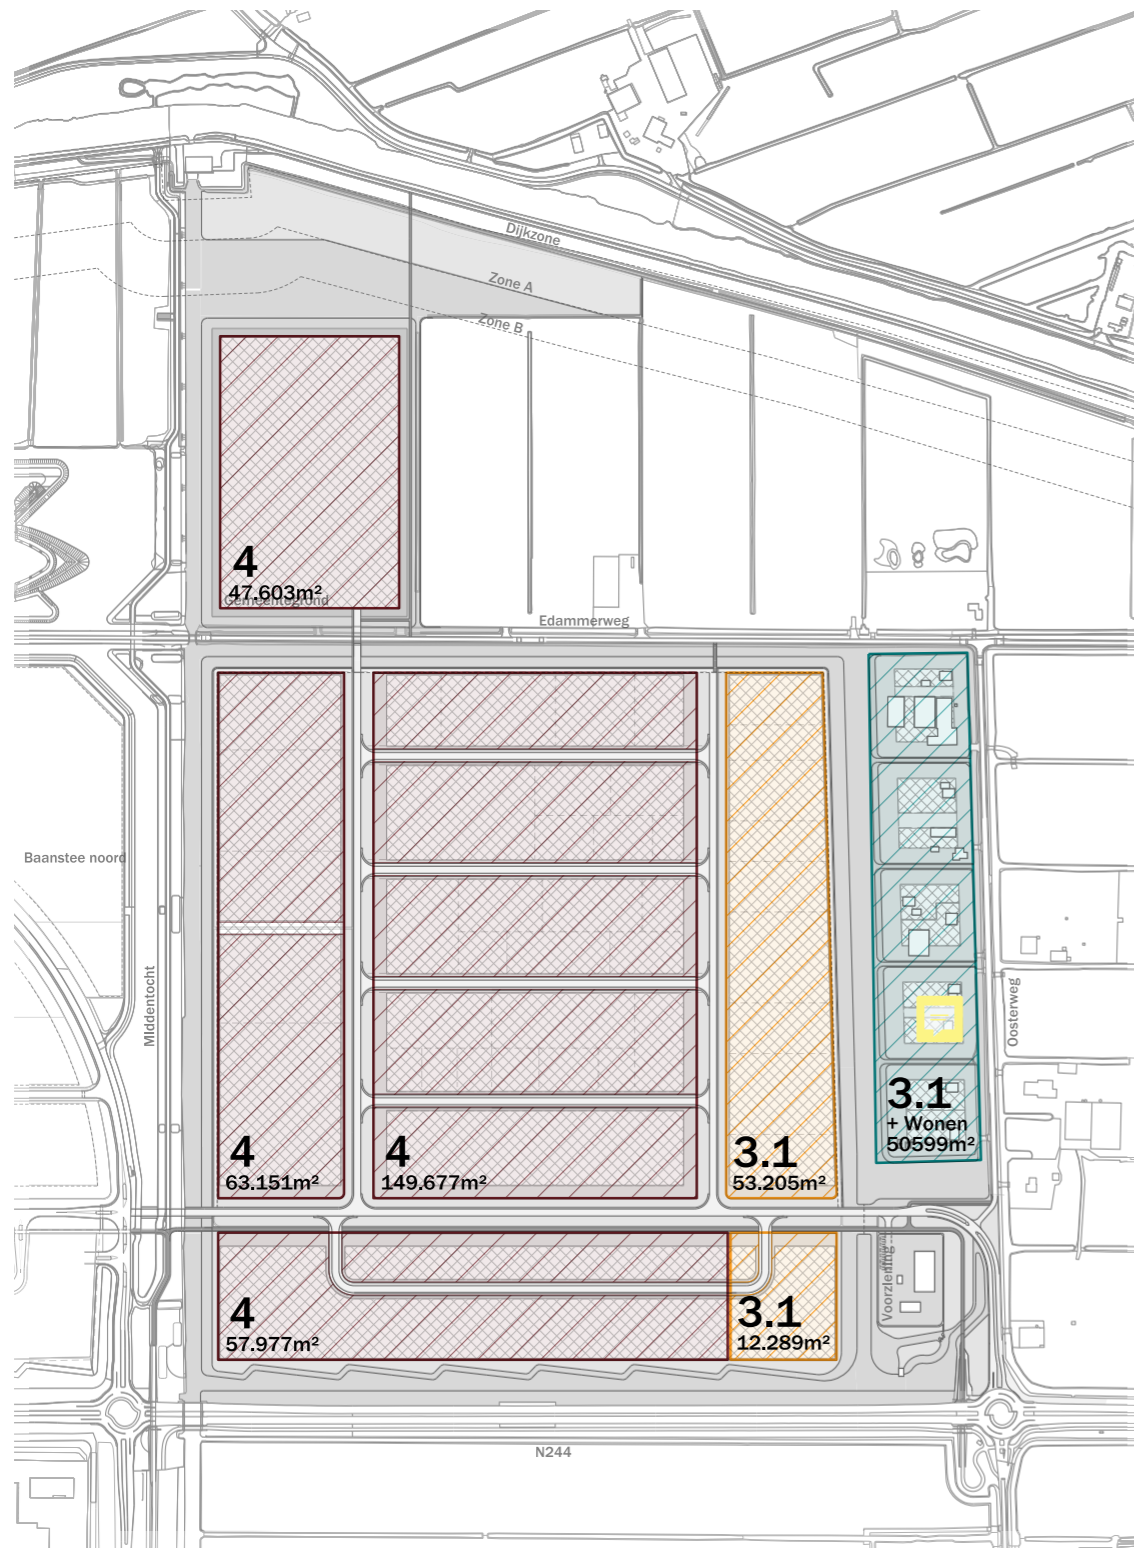 Dijkzone
Zone A
Zone B
4
47.603m²
Gemeentegrond
Edammerweg
Baanstee noord
Middentocht
Oosterweg
4
63.151m²
4
149.677m²
3.1
53.205m²
3.1
+ Wonen
50599m²
4
57.977m²
3.1
12.289m²
Voorziening
N244